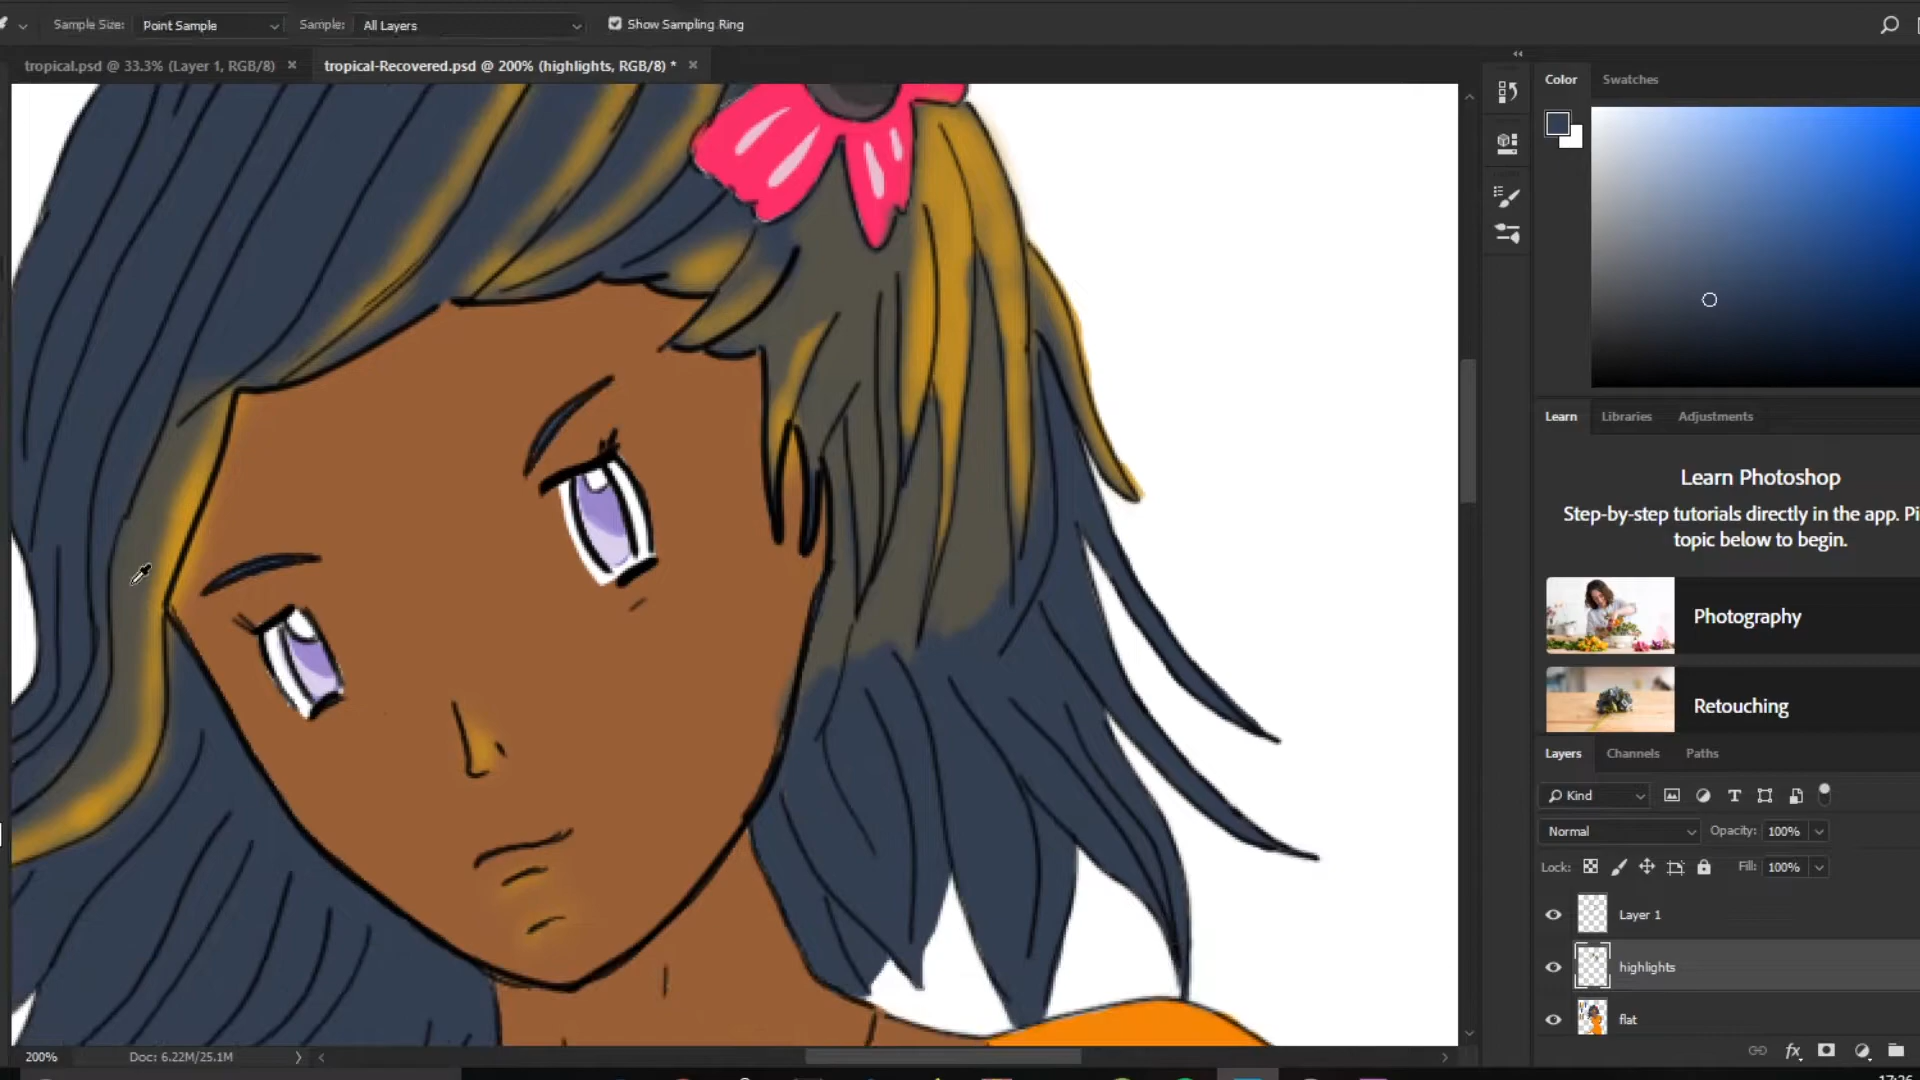 Sample Size: Point Sample Sample: All Layers Show Sampling Ring
tropical.psd @ 33.3% (Layer 1, RGB/8) × tropical-Recovered.psd @ 200% (highlights, RGB/8) * ×
Color Swatches
Learn Libraries Adjustments
Learn Photoshop
Step-by-step tutorials directly in the app. Pi
topic below to begin.
Photography
Retouching
Layers Channels Paths
Kind
Normal Opacity: 100%
Lock: Fill: 100%
Layer 1
highlights
flat
200% Doc: 6.22M/25.1M